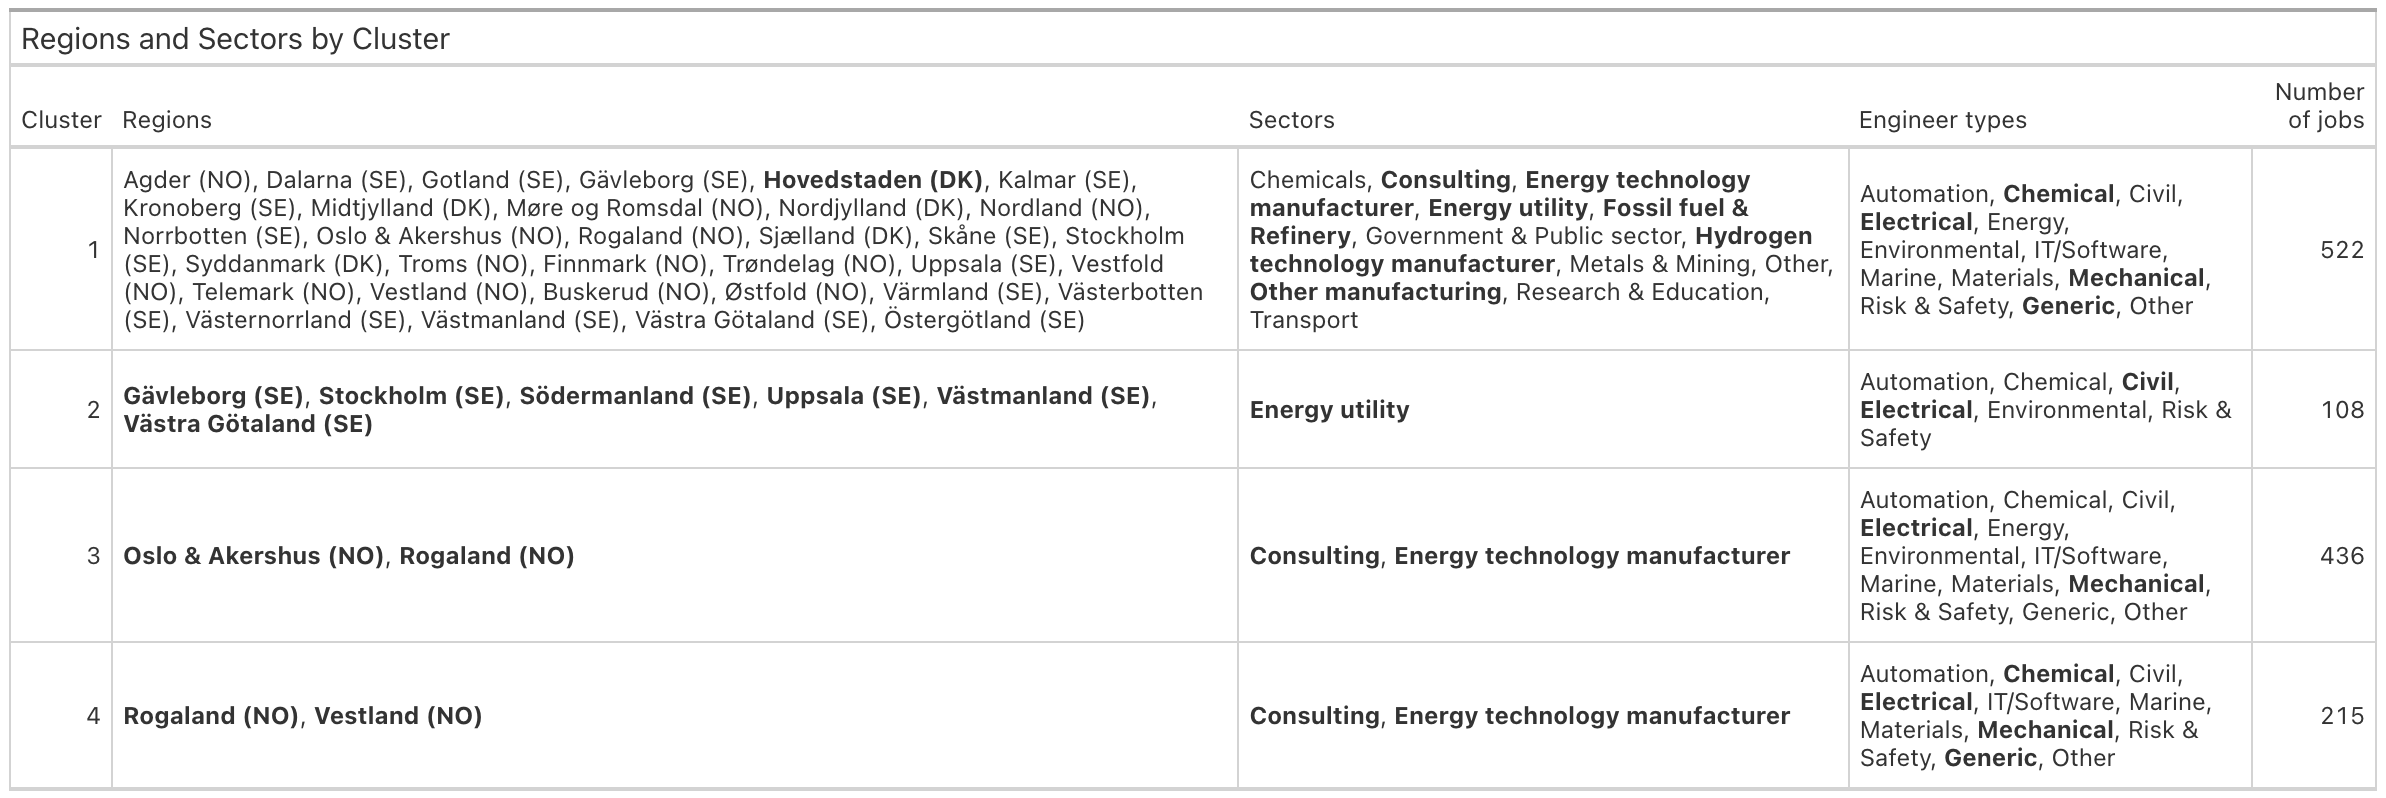 Regions and Sectors by Cluster
Cluster Regions Sectors Engineer types Number of jobs
1
Agder (NO), Dalarna (SE), Gotland (SE), Gävleborg (SE), Hovedstaden (DK), Kalmar (SE),
Kronoberg (SE), Midtjylland (DK), Møre og Romsdal (NO), Nordjylland (DK), Nordland (NO),
Norrbotten (SE), Oslo & Akershus (NO), Rogaland (NO), Sjælland (DK), Skåne (SE), Stockholm
(SE), Syddanmark (DK), Troms (NO), Finnmark (NO), Trøndelag (NO), Uppsala (SE), Vestfold
(NO), Telemark (NO), Vestland (NO), Buskerud (NO), Østfold (NO), Värmland (SE), Västerbotten
(SE), Västernorrland (SE), Västmanland (SE), Västra Götaland (SE), Östergötland (SE)
Chemicals, Consulting, Energy technology
manufacturer, Energy utility, Fossil fuel &
Refinery, Government & Public sector, Hydrogen
technology manufacturer, Metals & Mining, Other,
Other manufacturing, Research & Education,
Transport
Automation, Chemical, Civil,
Electrical, Energy,
Environmental, IT/Software,
Marine, Materials, Mechanical,
Risk & Safety, Generic, Other
522
2
Gävleborg (SE), Stockholm (SE), Södermanland (SE), Uppsala (SE), Västmanland (SE),
Västra Götaland (SE)
Energy utility
Automation, Chemical, Civil,
Electrical, Environmental, Risk &
Safety
108
3
Oslo & Akershus (NO), Rogaland (NO)
Consulting, Energy technology manufacturer
Automation, Chemical, Civil,
Electrical, Energy,
Environmental, IT/Software,
Marine, Materials, Mechanical,
Risk & Safety, Generic, Other
436
4
Rogaland (NO), Vestland (NO)
Consulting, Energy technology manufacturer
Automation, Chemical, Civil,
Electrical, IT/Software, Marine,
Materials, Mechanical, Risk &
Safety, Generic, Other
215